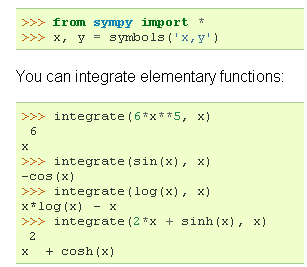 >>> from sympy import *
>>> x, y = symbols('x,y')
You can integrate elementary functions:
>>> integrate(6*x**5, x)
 6
x
>>> integrate(sin(x), x)
-cos(x)
>>> integrate(log(x), x)
x*log(x) - x
>>> integrate(2*x + sinh(x), x)
 2
x  + cosh(x)